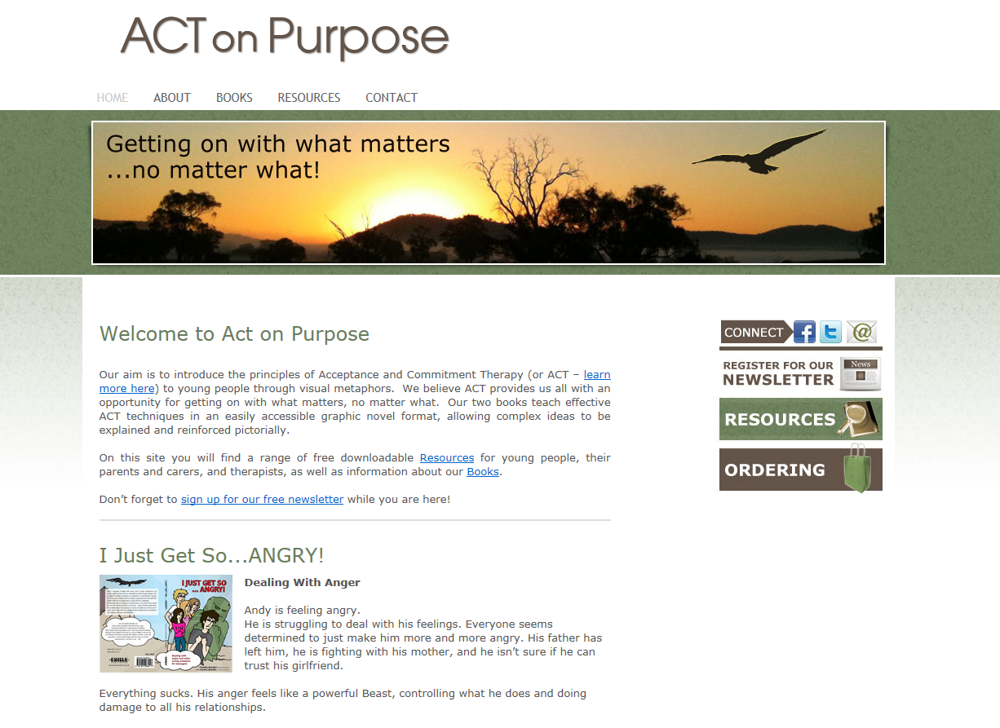 ACT on Purpose
HOME ABOUT BOOKS RESOURCES CONTACT
Getting on with what matters
...no matter what!
Welcome to Act on Purpose
Our aim is to introduce the principles of Acceptance and Commitment Therapy (or ACT – learn
more here) to young people through visual metaphors. We believe ACT provides us all with an
opportunity for getting on with what matters, no matter what. Our two books teach effective
ACT techniques in an easily accessible graphic novel format, allowing complex ideas to be
explained and reinforced pictorially.
On this site you will find a range of free downloadable Resources for young people, their
parents and carers, and therapists, as well as information about our Books.
Don’t forget to sign up for our free newsletter while you are here!
CONNECT
REGISTER FOR OUR
NEWSLETTER
News
RESOURCES
ORDERING
I Just Get So...ANGRY!
I JUST GET SO
... ANGRY!
EXISLE
Dealing With Anger
Andy is feeling angry.
He is struggling to deal with his feelings. Everyone seems
determined to just make him more and more angry. His father has
left him, he is fighting with his mother, and he isn’t sure if he can
trust his girlfriend.
Everything sucks. His anger feels like a powerful Beast, controlling what he does and doing
damage to all his relationships.